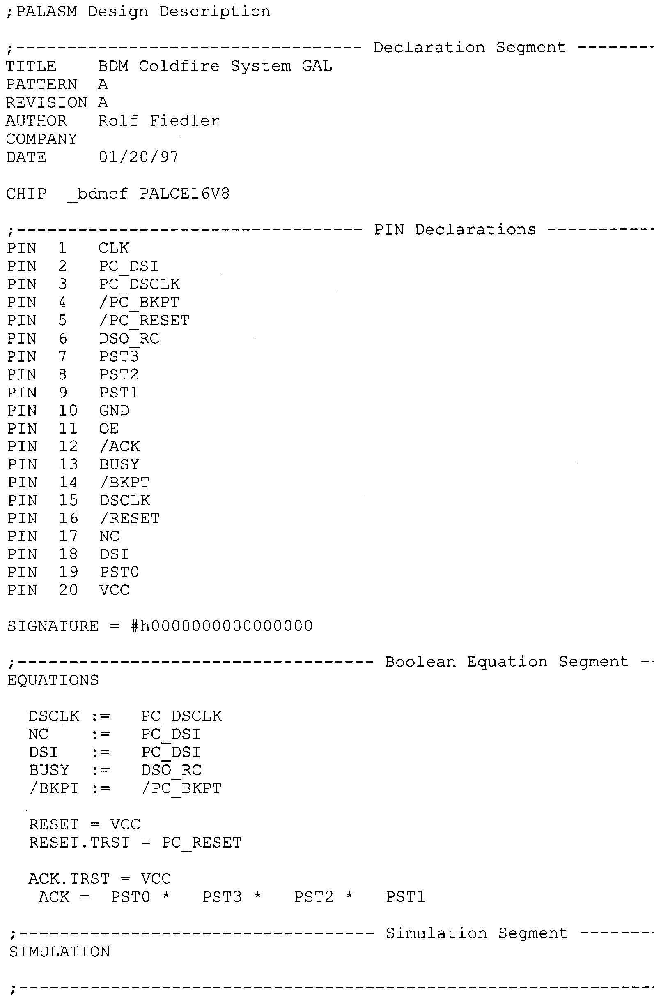 ;PALASM Design Description
;---------------------------------- Declaration Segment --------
TITLE    BDM Coldfire System GAL
PATTERN  A
REVISION A
AUTHOR   Rolf Fiedler
COMPANY
DATE     01/20/97
CHIP  _bdmcf PALCE16V8
;---------------------------------- PIN Declarations -----------
PIN  1   CLK
PIN  2   PC_DSI
PIN  3   PC_DSCLK
PIN  4   /PC_BKPT
PIN  5   /PC_RESET
PIN  6   DSO_RC
PIN  7   PST3
PIN  8   PST2
PIN  9   PST1
PIN  10  GND
PIN  11  OE
PIN  12  /ACK
PIN  13  BUSY
PIN  14  /BKPT
PIN  15  DSCLK
PIN  16  /RESET
PIN  17  NC
PIN  18  DSI
PIN  19  PST0
PIN  20  VCC
SIGNATURE = #h0000000000000000
;----------------------------------- Boolean Equation Segment --
EQUATIONS
DSCLK :=   PC_DSCLK
NC    :=   PC_DSI
DSI   :=   PC_DSI
BUSY  :=   DSO_RC
/BKPT :=   /PC_BKPT
RESET = VCC
RESET.TRST = PC_RESET
ACK.TRST = VCC
ACK =  PST0 *   PST3 *   PST2 *   PST1
;----------------------------------- Simulation Segment --------
SIMULATION
;--------------------------------------------------------------